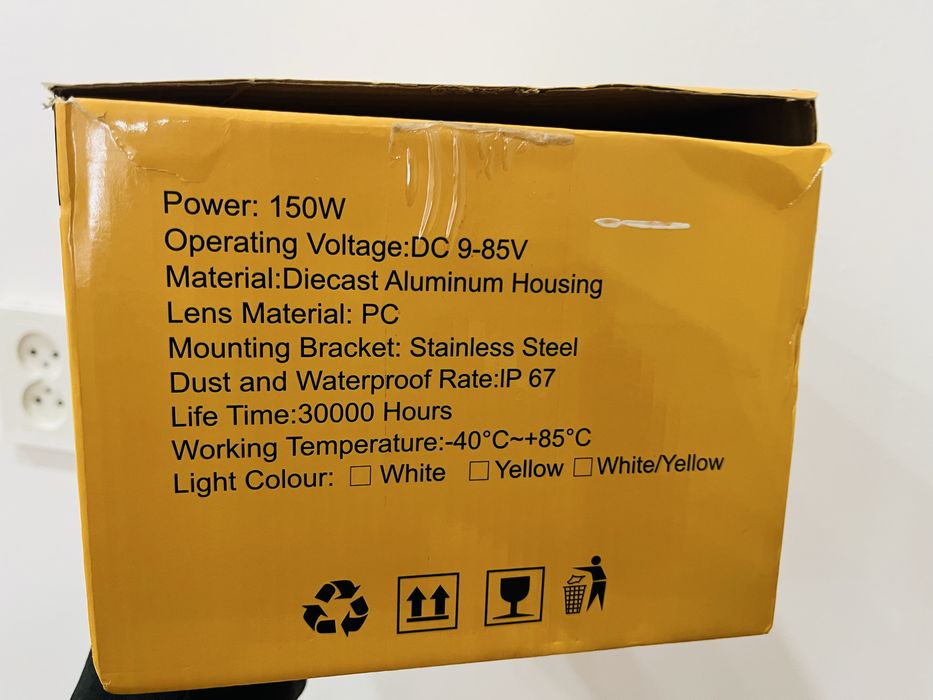 Power: 150W
Operating Voltage:DC 9-85V
Material:Diecast Aluminum Housing
Lens Material: PC
Mounting Bracket: Stainless Steel
Dust and Waterproof Rate:IP 67
Life Time:30000 Hours
Working Temperature:-40°C~+85°C
Light Colour: ☐ White ☐ Yellow ☐ White/Yellow